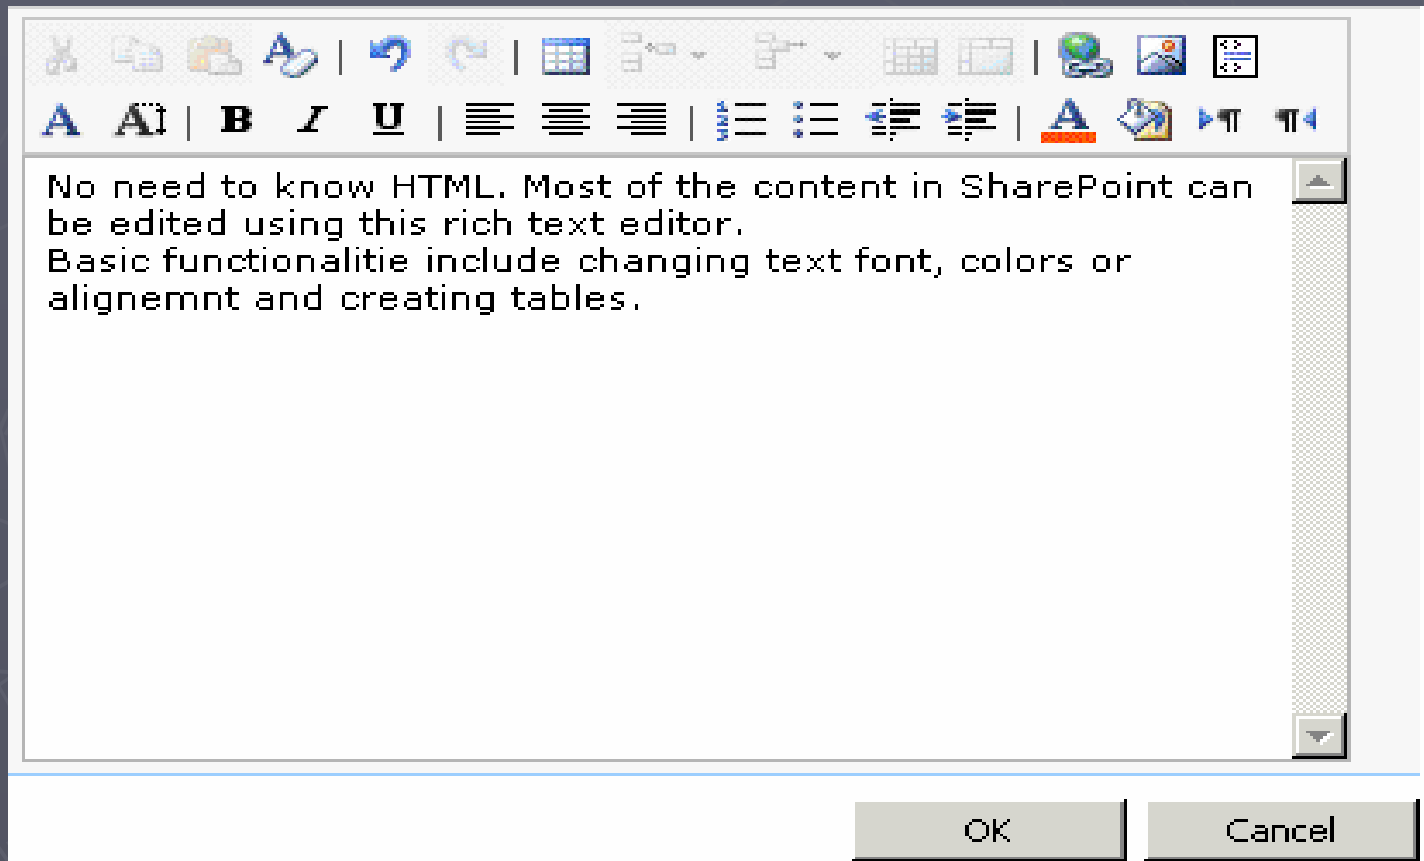 No need to know HTML. Most of the content in SharePoint can
be edited using this rich text editor.
Basic functionalitie include changing text font, colors or
alignemnt and creating tables.
OK Cancel